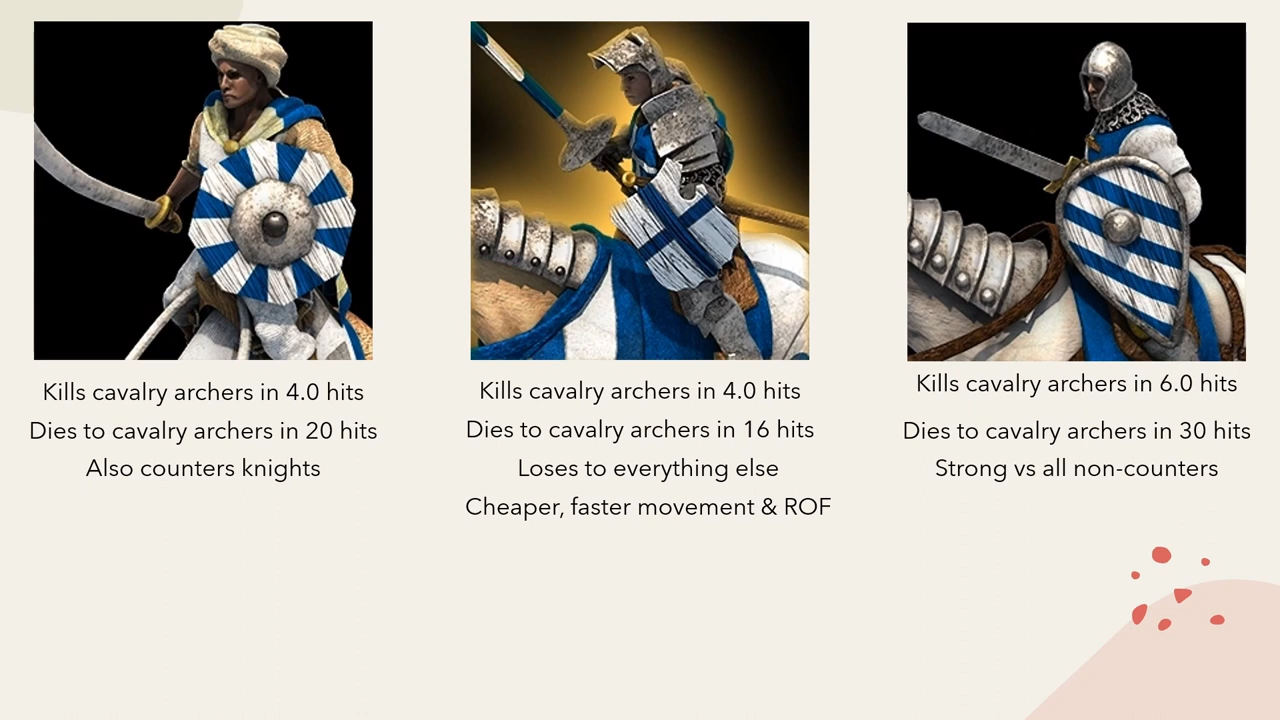 Kills cavalry archers in 4.0 hits
Dies to cavalry archers in 20 hits
Also counters knights
Kills cavalry archers in 4.0 hits
Dies to cavalry archers in 16 hits
Loses to everything else
Cheaper, faster movement & ROF
Kills cavalry archers in 6.0 hits
Dies to cavalry archers in 30 hits
Strong vs all non-counters